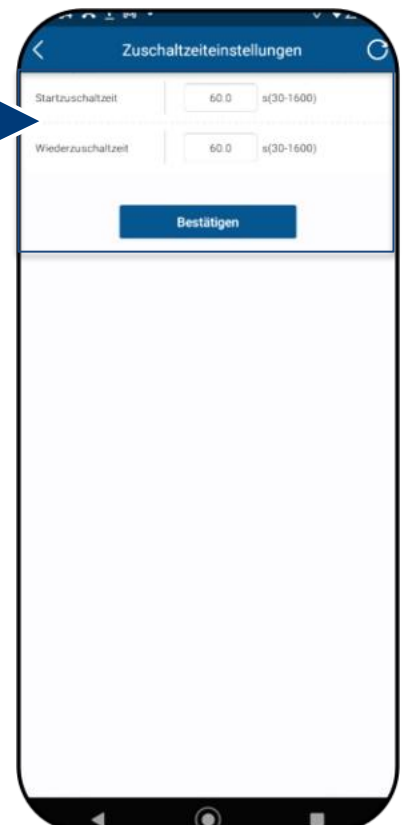 Zuschaltzeiteinstellungen
Startzuschaltzeit 60.0 s(30-1600)
Wiederzuschaltzeit 60.0 s(30-1600)
Bestätigen